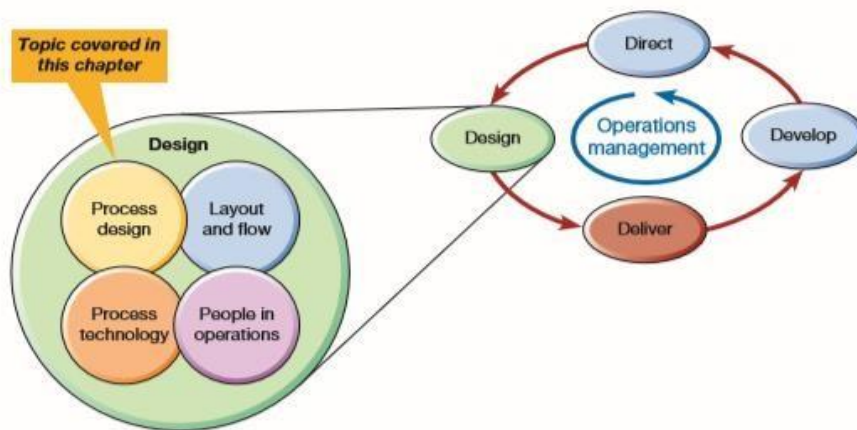 Topic covered in
this chapter
Design
Process
design
Layout
and flow
Process
technology
People in
operations
Direct
Design
Operations
management
Develop
Deliver